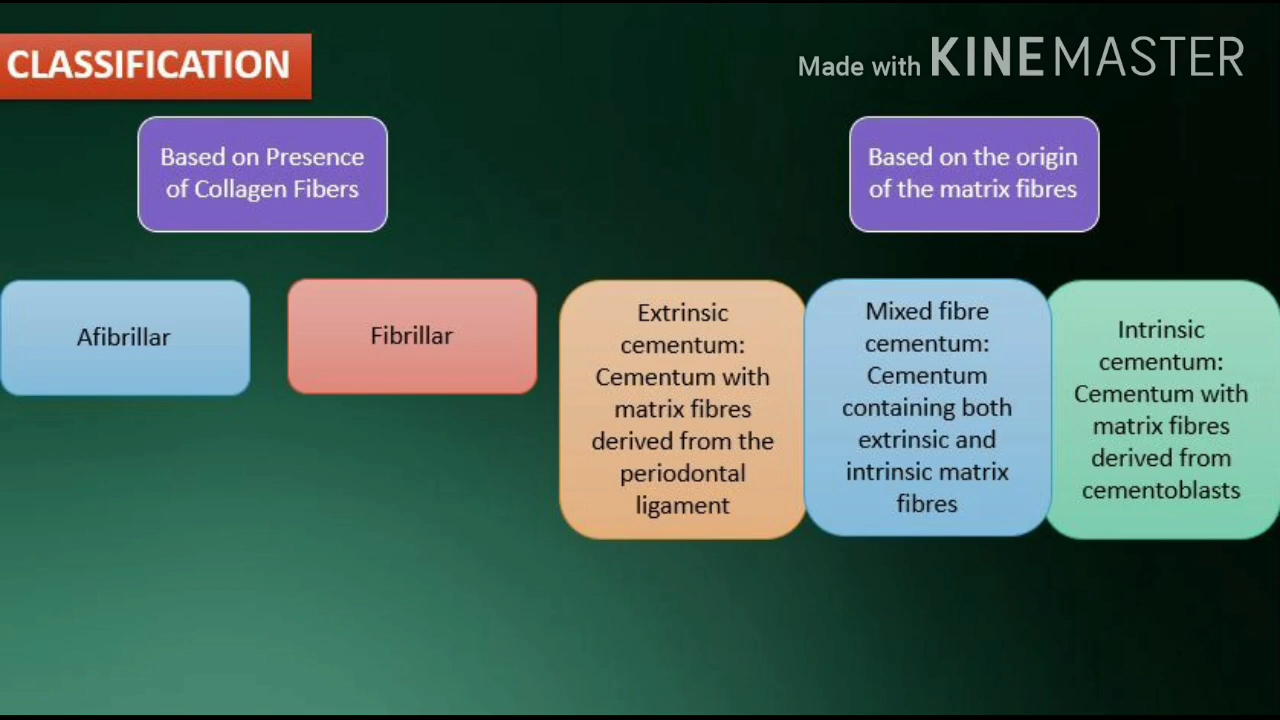 CLASSIFICATION
Made with KINEMASTER
Based on Presence
of Collagen Fibers
Based on the origin
of the matrix fibres
Afibrillar
Fibrillar
Extrinsic
cementum:
Cementum with
matrix fibres
derived from the
periodontal
ligament
Mixed fibre
cementum:
Cementum
containing both
extrinsic and
intrinsic matrix
fibres
Intrinsic
cementum:
Cementum with
matrix fibres
derived from
cementoblasts